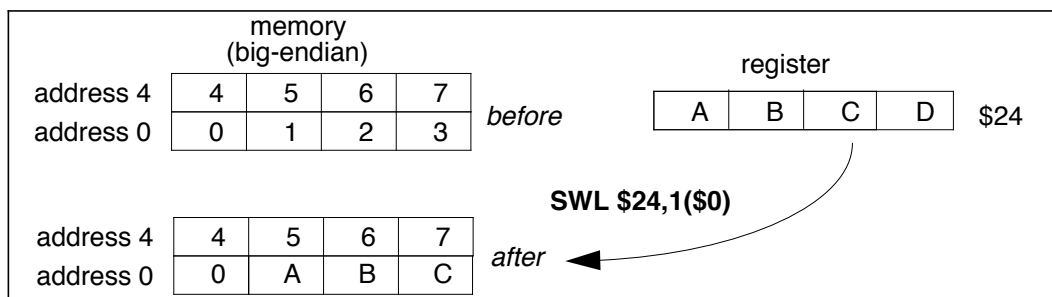 memory
(big-endian)
register
address 4 4 5 6 7
address 0 0 1 2 3
before
A B C D $24
SWL $24,1($0)
address 4 4 5 6 7
address 0 0 A B C
after